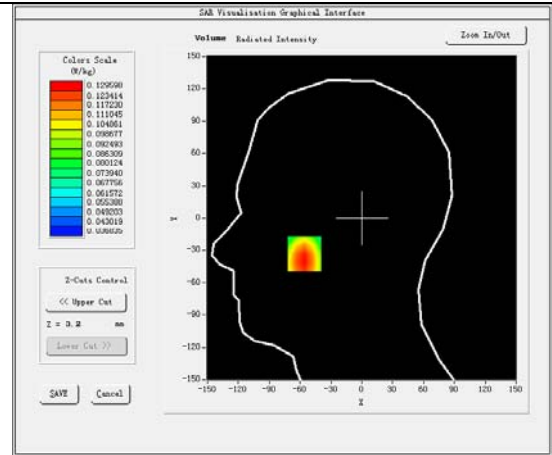 SAR Visualisation Graphical Interface
Volume Radiated Intensity
Zoom In/Out
Colors Scale
(W/kg)
0.129598
0.123414
0.117230
0.111045
0.104861
0.098677
0.092493
0.086309
0.080124
0.073940
0.067756
0.061572
0.055388
0.049203
0.043019
0.036835
Z-Cuts Control
<< Upper Cut
Z = 3.2 mm
Lower Cut >>
SAVE Cancel
150
120
90
60
30
0
-30
-60
-90
-120
-150
Y
-150 -120 -90 -60 -30 0 30 60 90 120 150
X